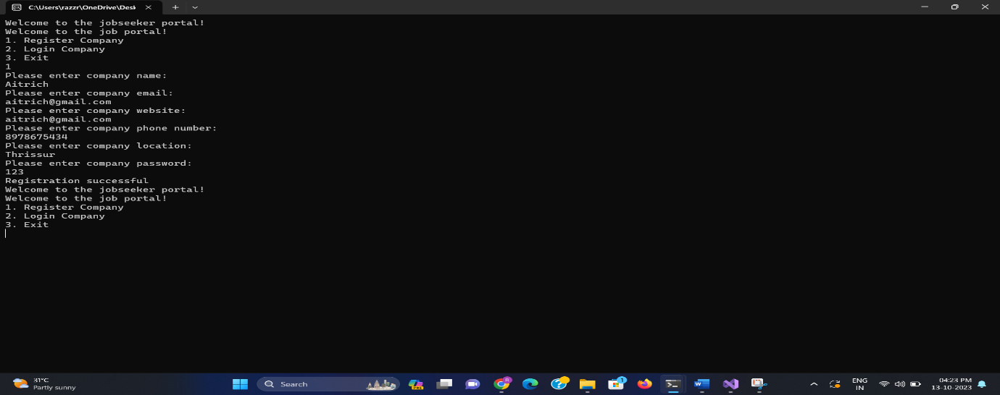 C:\Users\razzr\OneDrive\Desk
Welcome to the jobseeker portal!
Welcome to the job portal!
1. Register Company
2. Login Company
3. Exit
1
Please enter company name:
Aitrich
Please enter company email:
aitrich@gmail.com
Please enter company website:
aitrich@gmail.com
Please enter company phone number:
8978675434
Please enter company location:
Thrissur
Please enter company password:
123
Registration successful
Welcome to the jobseeker portal!
Welcome to the job portal!
1. Register Company
2. Login Company
3. Exit
31°C
Partly sunny
Search
PRE
R
1
ENG
IN
04:23 PM
13-10-2023